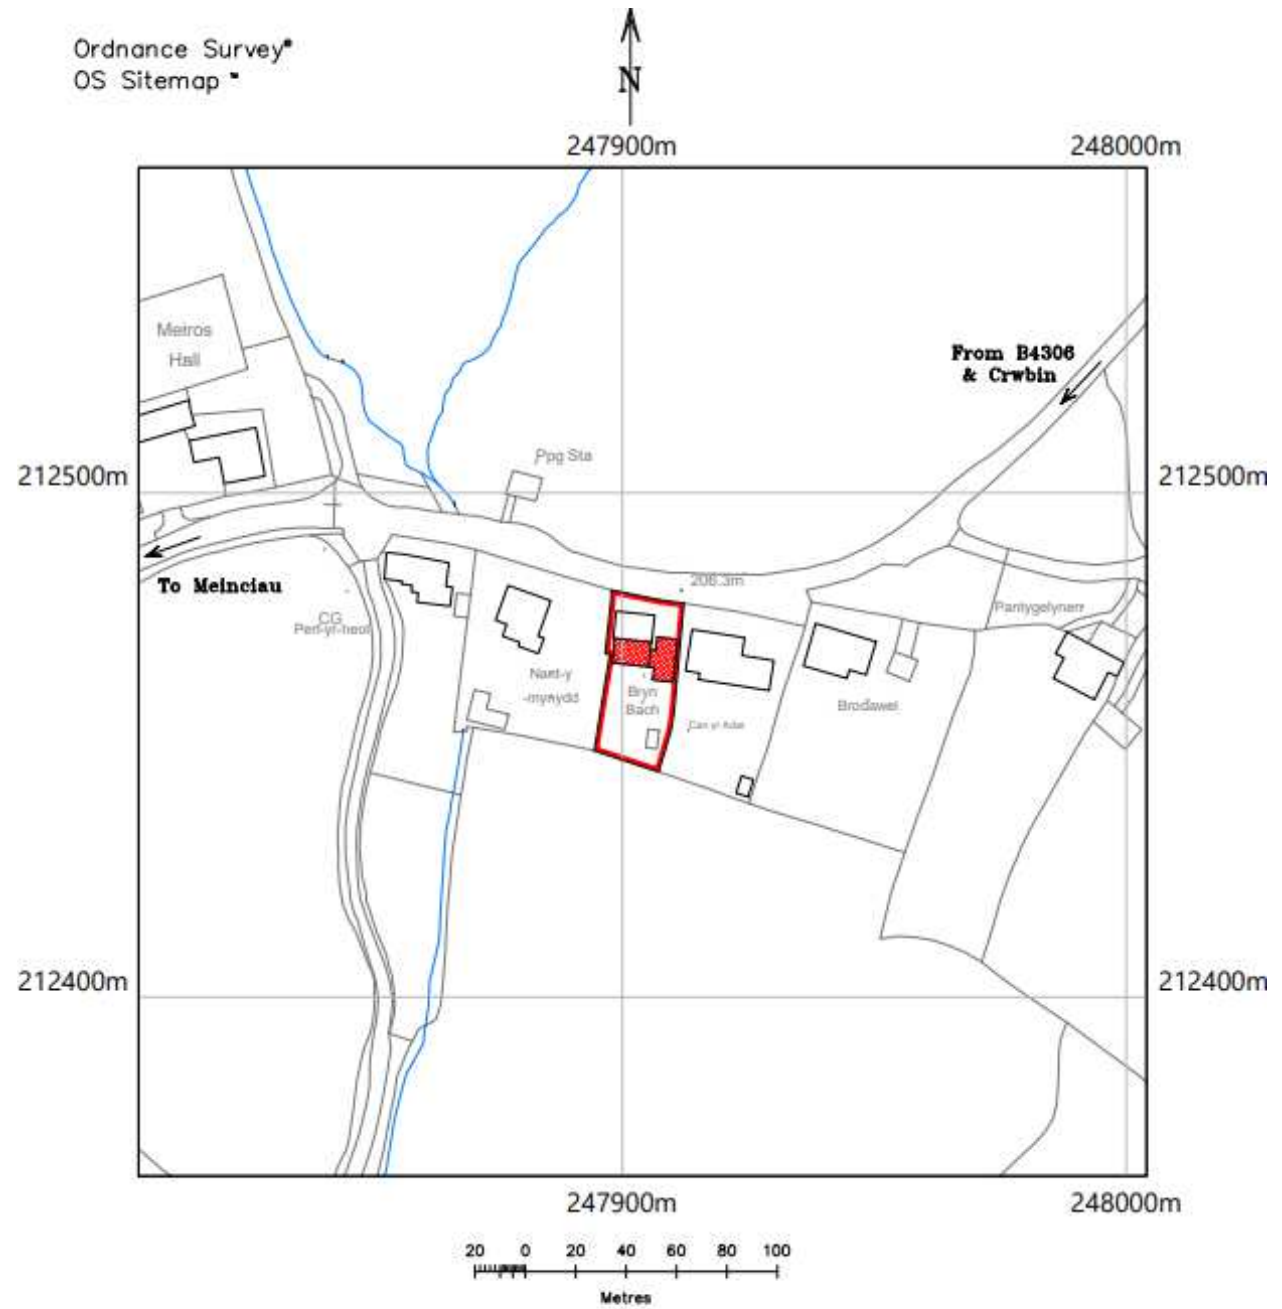 Ordnance Survey®
OS Sitemap ™
N
247900m
248000m
Meiros
Hall
From B4306
& Crwbin
Ppg Sta
212500m
212500m
To Meinciau
206.3m
CG
Pen-yr-heol
Pantygelynen
Nant-y
-mynydd
Bryn
Bach
Brodawel
212400m
212400m
247900m
248000m
20 0 20 40 60 80 100
Metres